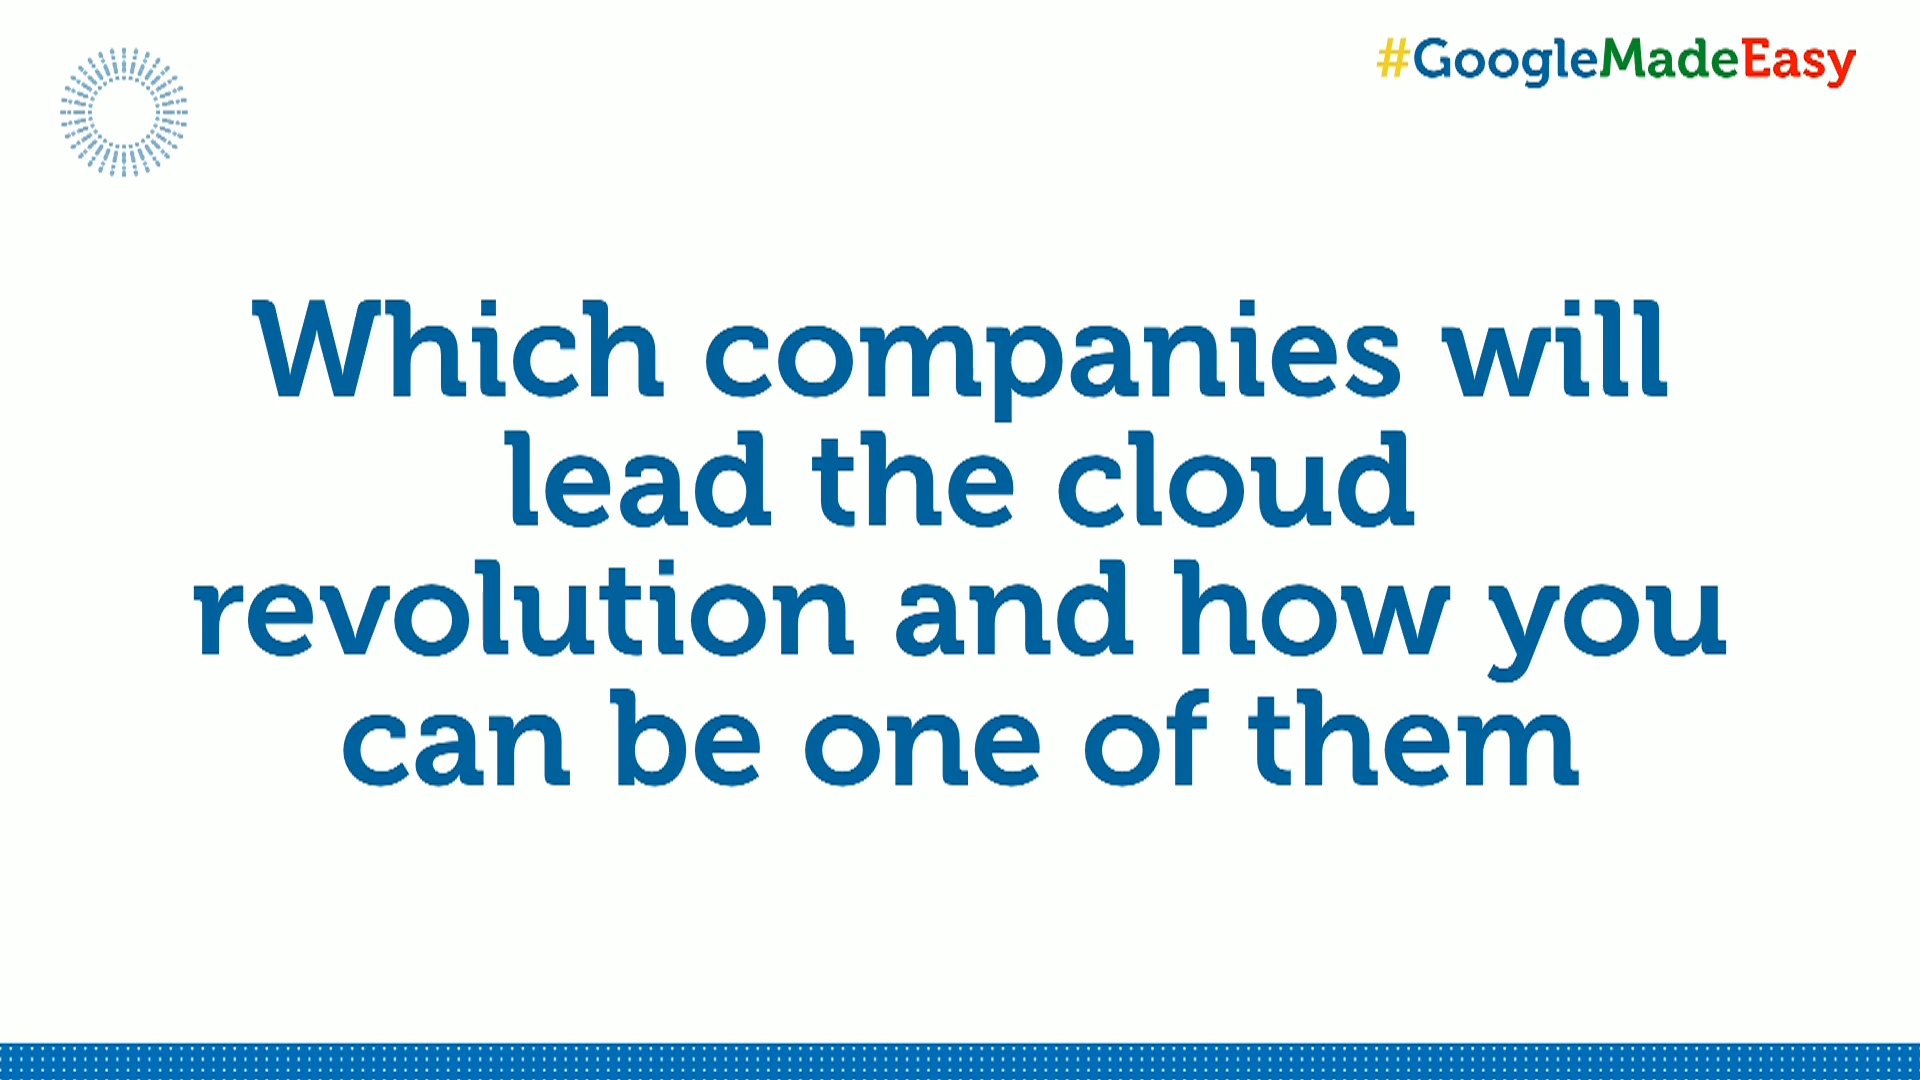 #GoogleMadeEasy
Which companies will
lead the cloud
revolution and how you
can be one of them